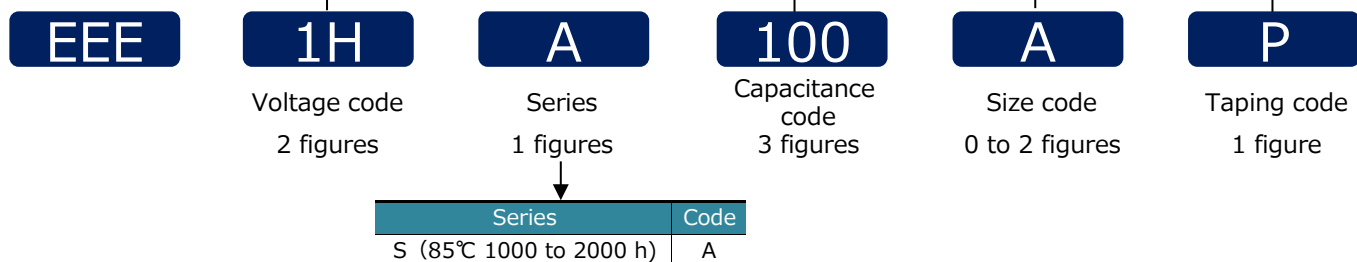 EEE 1H A 100 A P
Voltage code Series Capacitance code Size code Taping code
2 figures 1 figures 3 figures 0 to 2 figures 1 figure
Series Code
S (85℃ 1000 to 2000 h) A